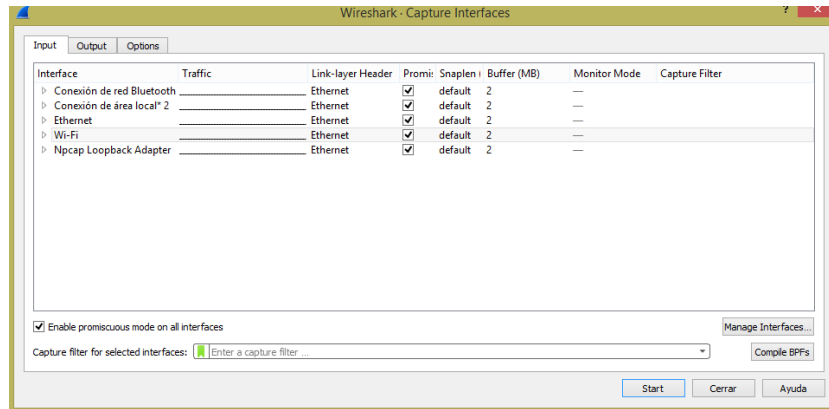 Wireshark · Capture Interfaces
Input Output Options
Interface Traffic Link-layer Header Promi: Snaplen ( Buffer (MB) Monitor Mode Capture Filter
Conexión de red Bluetooth Ethernet default 2 —
Conexión de área local* 2 Ethernet default 2 —
Ethernet Ethernet default 2 —
Wi-Fi Ethernet default 2 —
Npcap Loopback Adapter Ethernet default 2 —
Enable promiscuous mode on all interfaces Manage Interfaces...
Capture filter for selected interfaces: Enter a capture filter ... Compile BPFs
Start Cerrar Ayuda